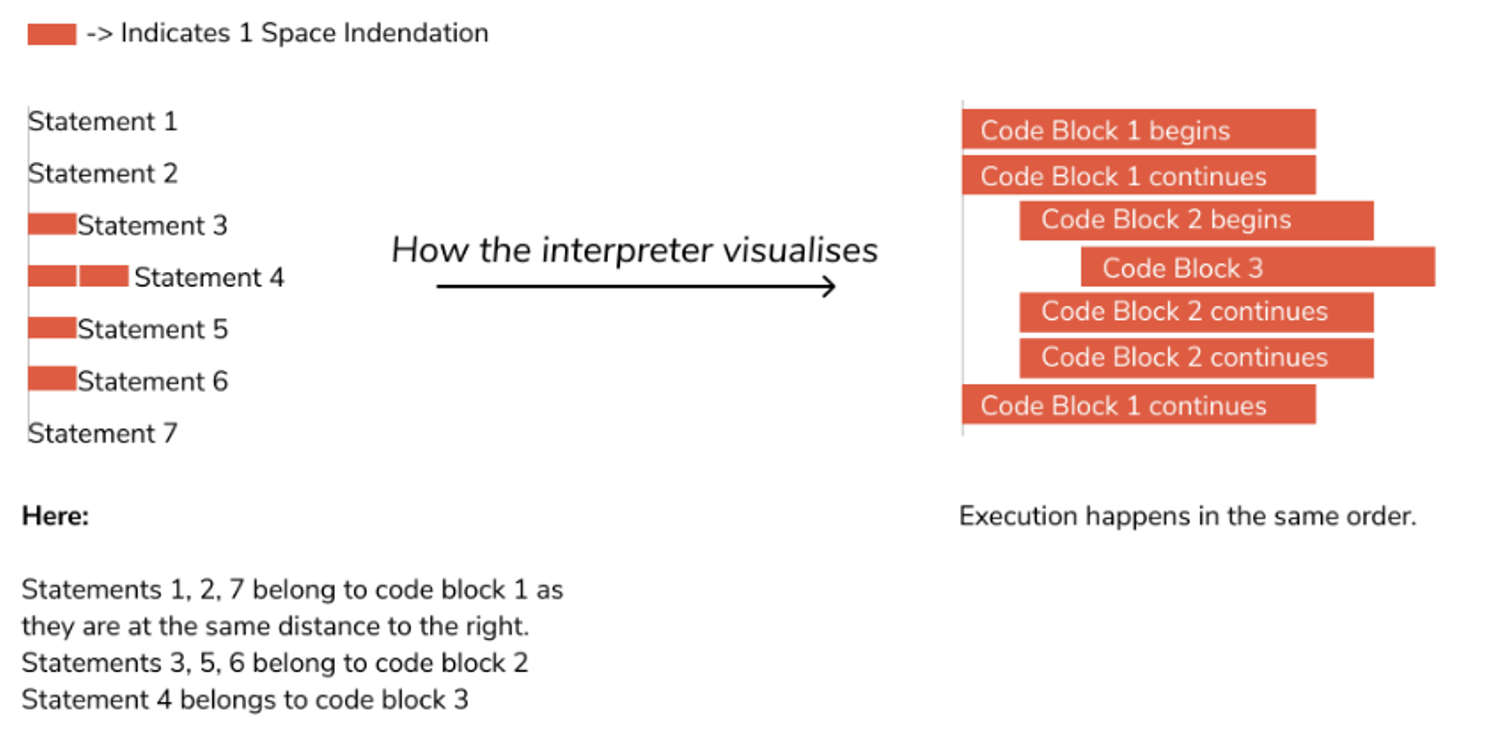 -> Indicates 1 Space Indendation
Statement 1
Statement 2
Statement 3
Statement 4
Statement 5
Statement 6
Statement 7
How the interpreter visualises
Code Block 1 begins
Code Block 1 continues
Code Block 2 begins
Code Block 3
Code Block 2 continues
Code Block 2 continues
Code Block 1 continues
Here:
Statements 1, 2, 7 belong to code block 1 as
they are at the same distance to the right.
Statements 3, 5, 6 belong to code block 2
Statement 4 belongs to code block 3
Execution happens in the same order.